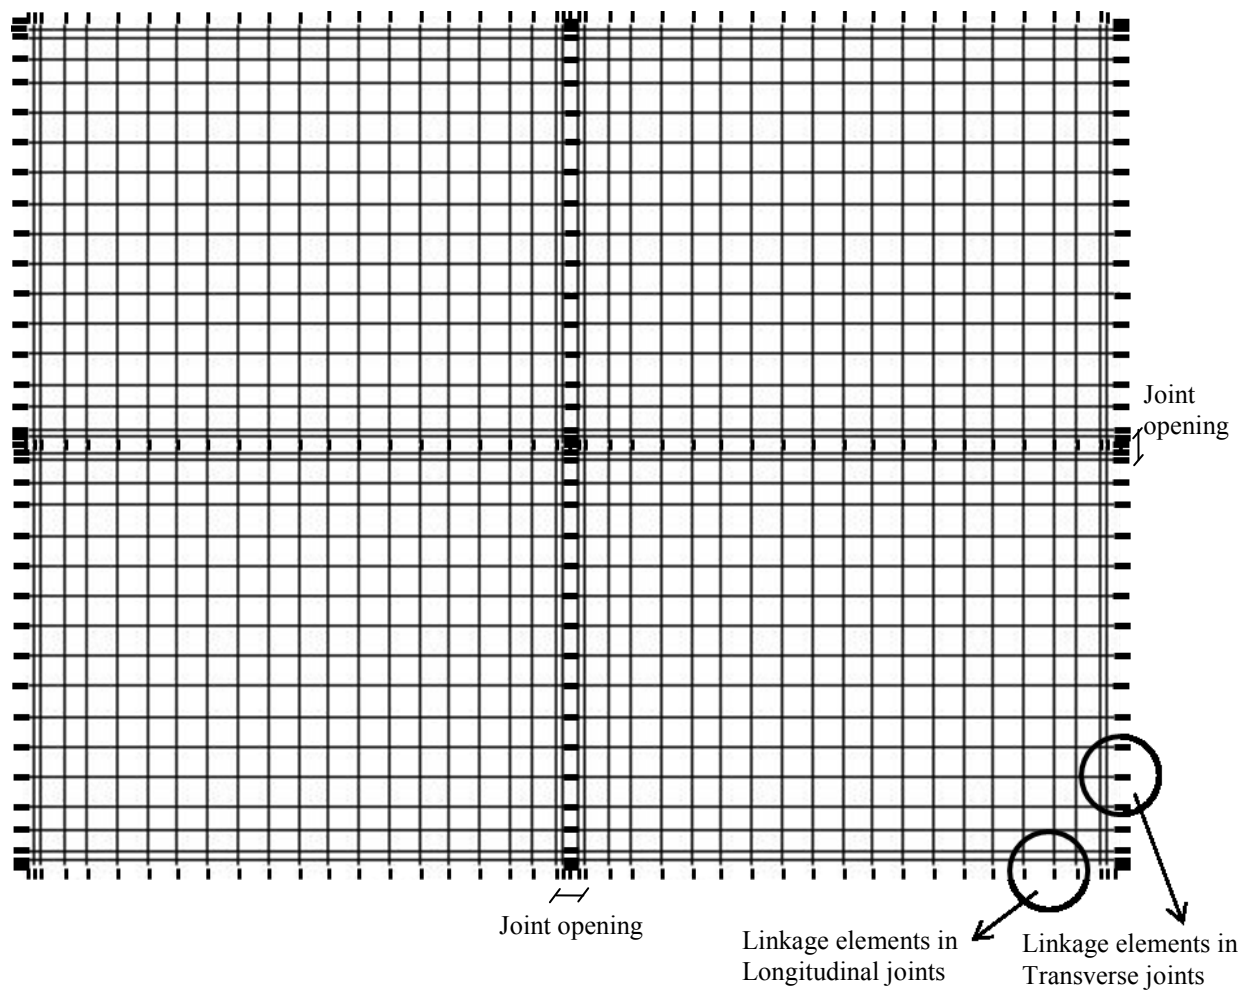 Joint
opening
Joint opening
Linkage elements in
Longitudinal joints
Linkage elements in
Transverse joints